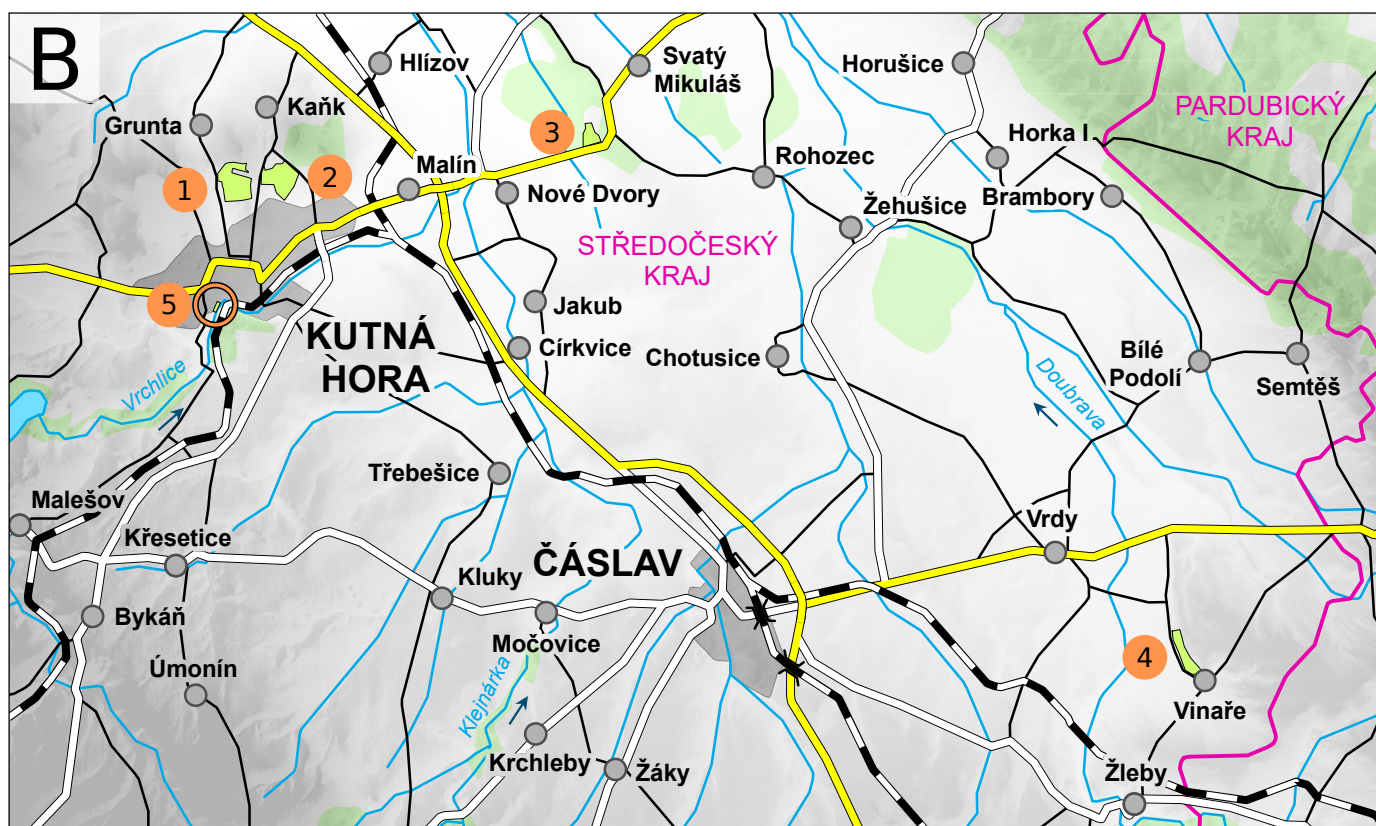 B
Hlízov
Svatý
Mikuláš
Horušice
PARDUBICKÝ
KRAJ
Kaňk
Grunta
3
Horka I
Malín
Rohozec
1
2
Nové Dvory
Brambory
Žehušice
STŘEDOČESKÝ
KRAJ
5
Jakub
KUTNÁ
HORA
Církvice
Chotusice
Bílé
Podolí
Semtěš
Vrchlice
Doubrava
Třebešice
Malešov
Vrdy
Křesetice
ČÁSLAV
Kluky
Bykáň
Močovice
Úmonín
4
Klejnárka
Vinaře
Krchleby
Žáky
Žleby